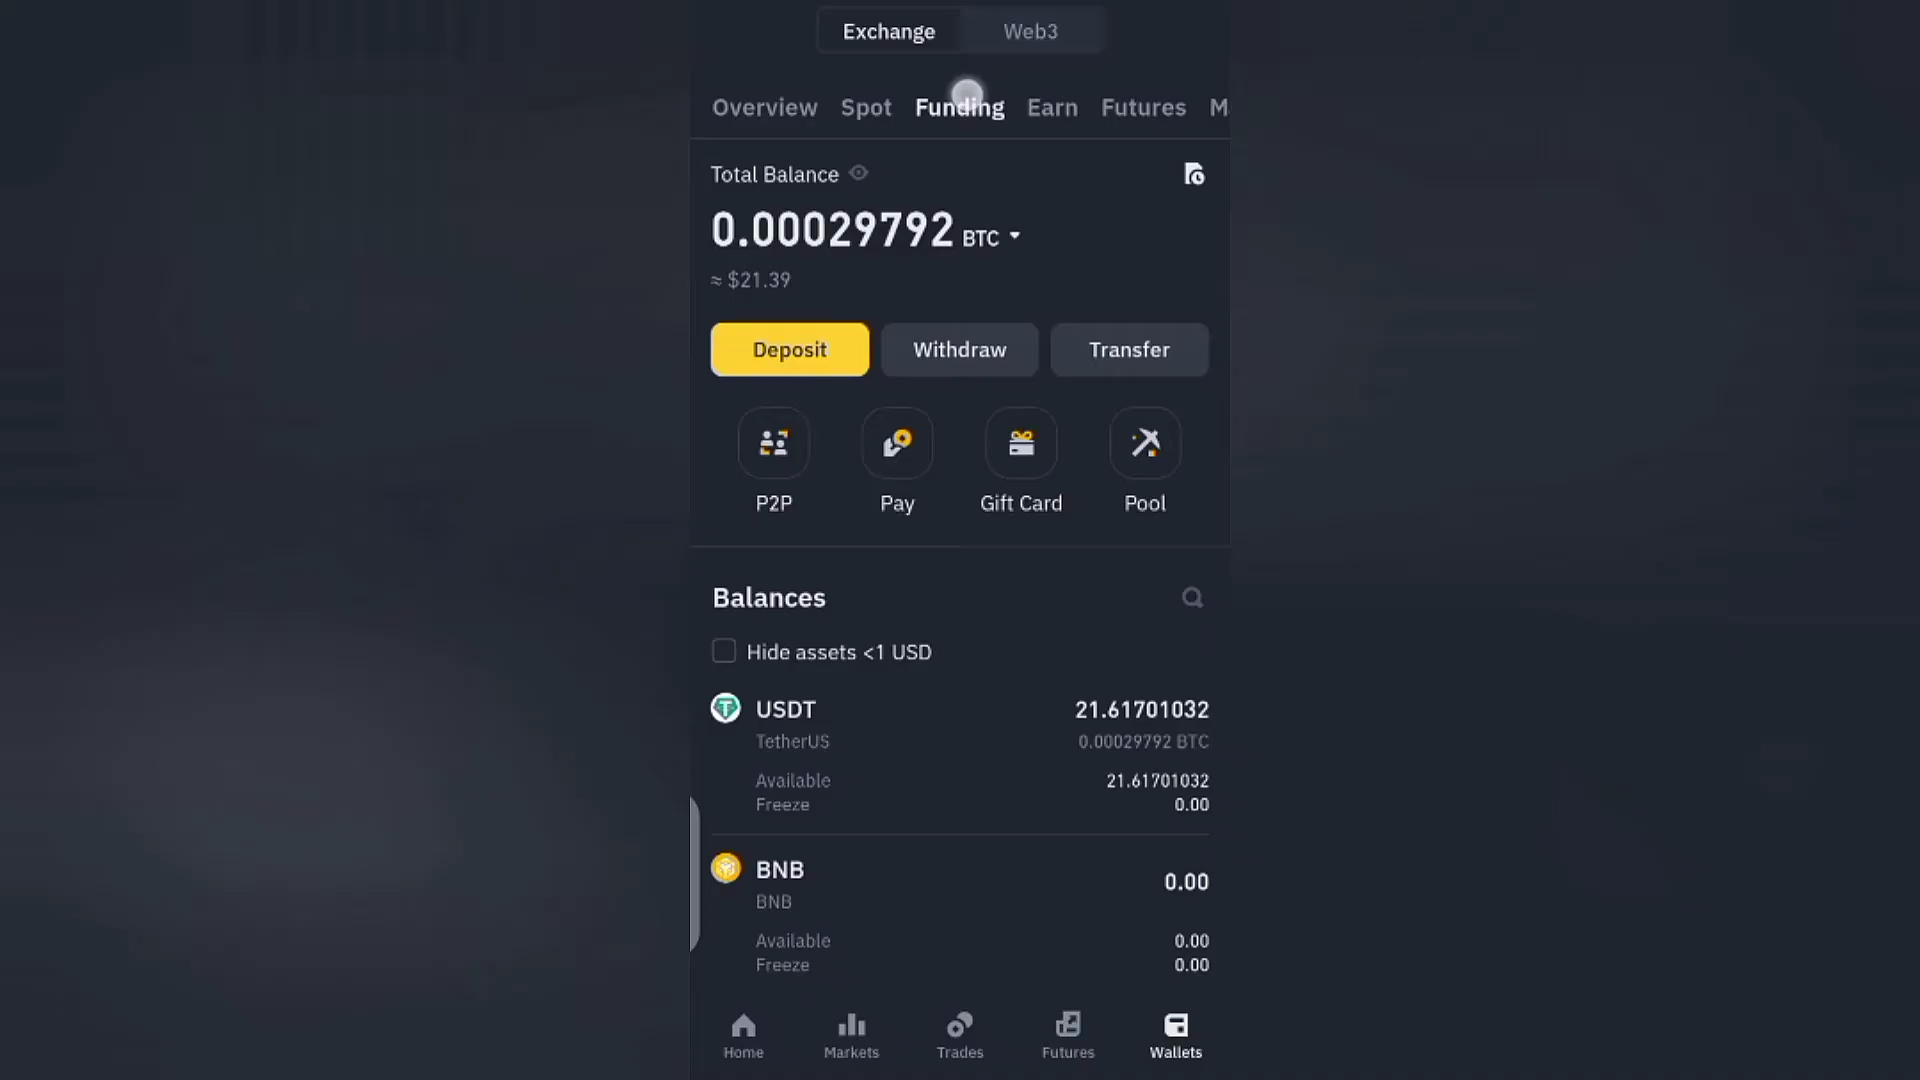 Exchange Web3
Overview Spot Funding Earn Futures M
Total Balance
0.00029792 BTC
≈ $21.39
Deposit Withdraw Transfer
P2P Pay Gift Card Pool
Balances
Hide assets <1 USD
USDT 21.61701032
TetherUS 0.00029792 BTC
Available 21.61701032
Freeze 0.00
BNB 0.00
BNB
Available 0.00
Freeze 0.00
Home Markets Trades Futures Wallets